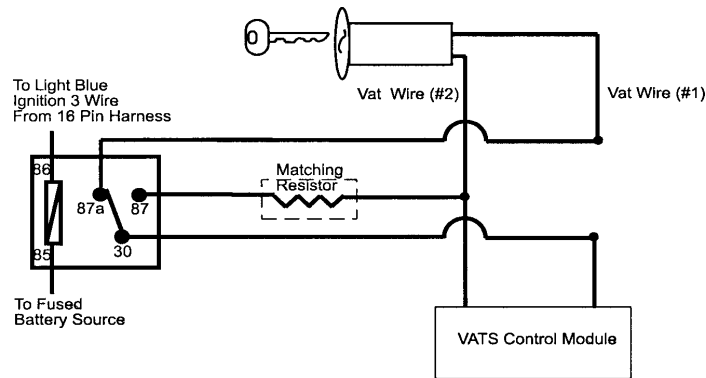 To Light Blue
Ignition 3 Wire
From 16 Pin Harness
Vat Wire (#2)
Vat Wire (#1)
86
87a
87
Matching
Resistor
30
85
To Fused
Battery Source
VATS Control Module